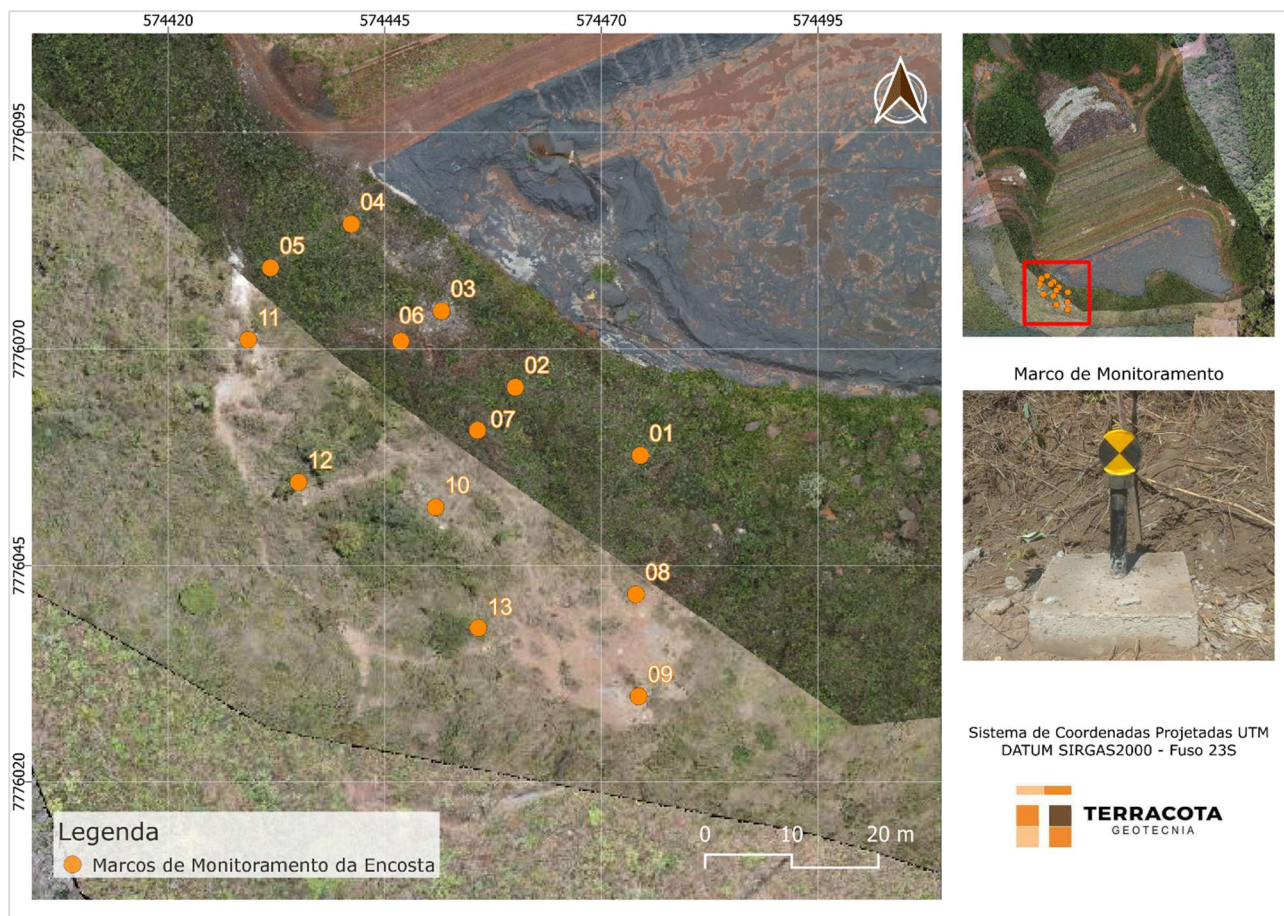 574420
574445
574470
574495
7776095
7776070
7776045
7776020
04
05
03
11
06
02
07
01
12
10
08
13
09
Legenda
Marcos de Monitoramento da Encosta
0 10 20 m
Marco de Monitoramento
Sistema de Coordenadas Projetadas UTM
DATUM SIRGAS2000 - Fuso 23S
TERRACOTA
GEOTECNIA